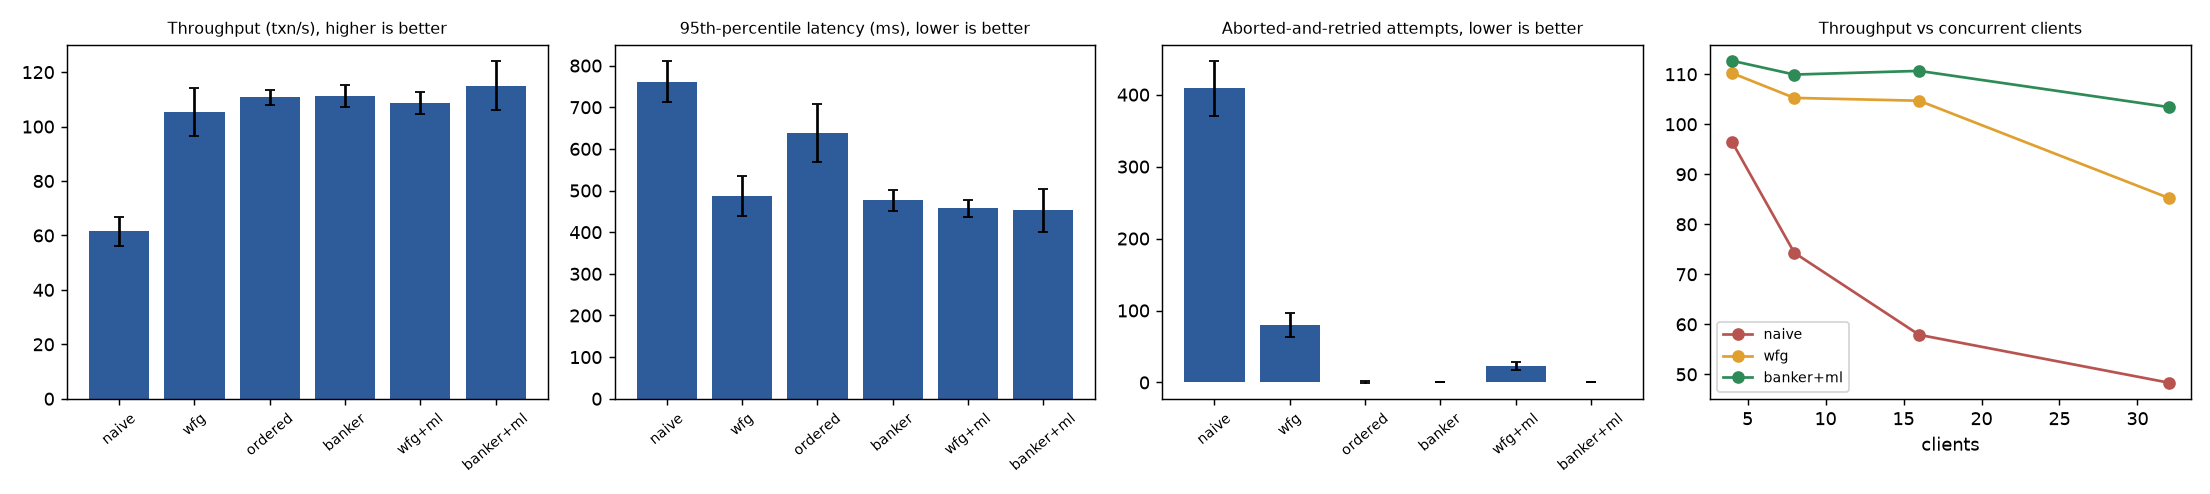 Throughput (txn/s), higher is better
120
100
80
60
40
20
0
naive
wfg
ordered
banker
wfg+ml
banker+ml
95th-percentile latency (ms), lower is better
800
700
600
500
400
300
200
100
0
naive
wfg
ordered
banker
wfg+ml
banker+ml
Aborted-and-retried attempts, lower is better
400
300
200
100
0
naive
wfg
ordered
banker
wfg+ml
banker+ml
Throughput vs concurrent clients
110
100
90
80
70
60
50
naive
wfg
banker+ml
5 10 15 20 25 30
clients